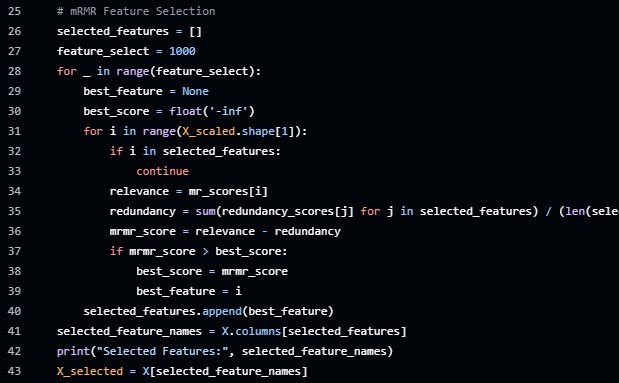 25 # mRMR Feature Selection
26 selected_features = []
27 feature_select = 1000
28 for _ in range(feature_select):
29 best_feature = None
30 best_score = float('-inf')
31 for i in range(X_scaled.shape[1]):
32 if i in selected_features:
33 continue
34 relevance = mr_scores[i]
35 redundancy = sum(redundancy_scores[j] for j in selected_features) / (len(sele
36 mrmr_score = relevance - redundancy
37 if mrmr_score > best_score:
38 best_score = mrmr_score
39 best_feature = i
40 selected_features.append(best_feature)
41 selected_feature_names = X.columns[selected_features]
42 print("Selected Features:", selected_feature_names)
43 X_selected = X[selected_feature_names]